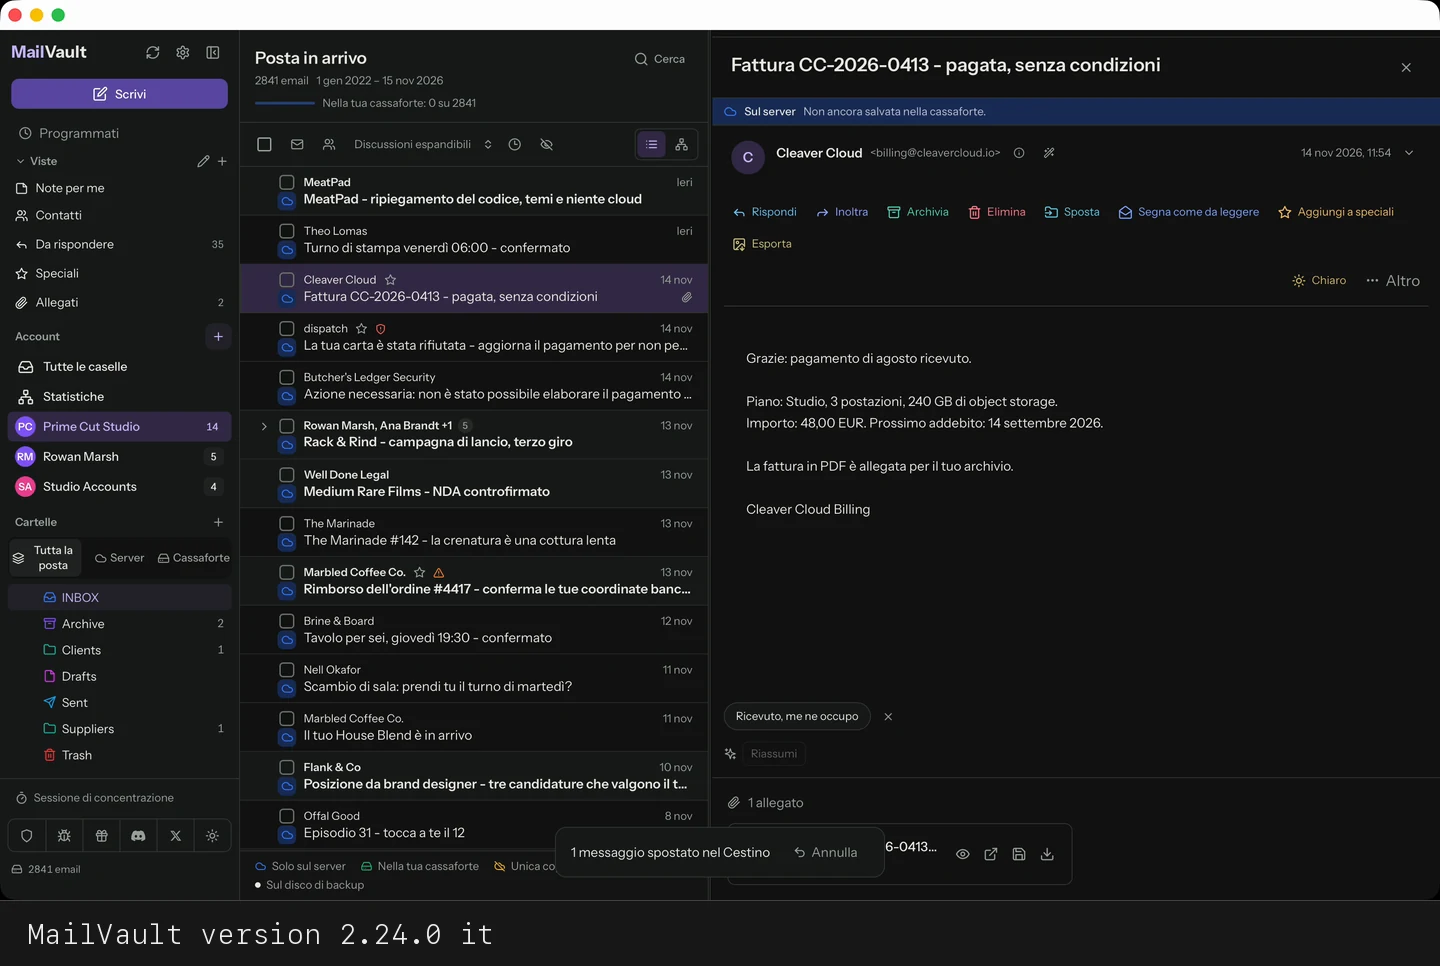 MailVault
Scrivi
Programmati
Viste
Note per me
Contatti
Da rispondere 35
Speciali
Allegati 2
Account
Tutte le caselle
Statistiche
PC Prime Cut Studio 14
RM Rowan Marsh 5
SA Studio Accounts 4
Cartelle
Tutta la posta
Server
Cassaforte
INBOX
Archive 2
Clients 1
Drafts
Sent
Suppliers 1
Trash
Sessione di concentrazione
2841 email
Posta in arrivo
Cerca
2841 email 1 gen 2022 – 15 nov 2026
Nella tua cassaforte: 0 su 2841
Discussioni espandibili
MeatPad Ieri
MeatPad - ripiegamento del codice, temi e niente cloud
Theo Lomas Ieri
Turno di stampa venerdì 06:00 - confermato
Cleaver Cloud 14 nov
Fattura CC-2026-0413 - pagata, senza condizioni
dispatch 14 nov
La tua carta è stata rifiutata - aggiorna il pagamento per non pe...
Butcher's Ledger Security 14 nov
Azione necessaria: non è stato possibile elaborare il pagamento ...
Rowan Marsh, Ana Brandt +1 5 13 nov
Rack & Rind - campagna di lancio, terzo giro
Well Done Legal 13 nov
Medium Rare Films - NDA controfirmato
The Marinade 13 nov
The Marinade #142 - la crenatura è una cottura lenta
Marbled Coffee Co. 13 nov
Rimborso dell'ordine #4417 - conferma le tue coordinate banc...
Brine & Board 12 nov
Tavolo per sei, giovedì 19:30 - confermato
Nell Okafor 11 nov
Scambio di sala: prendi tu il turno di martedì?
Marbled Coffee Co. 11 nov
Il tuo House Blend è in arrivo
Flank & Co 10 nov
Posizione da brand designer - tre candidature che valgono il t...
Offal Good 8 nov
Episodio 31 - tocca a te il 12
Solo sul server Nella tua cassaforte Unica co
Sul disco di backup
Fattura CC-2026-0413 - pagata, senza condizioni
Sul server Non ancora salvata nella cassaforte.
C
Cleaver Cloud <billing@cleavercloud.io> 14 nov 2026, 11:54
Rispondi Inoltra Archivia Elimina Sposta Segna come da leggere Aggiungi a speciali
Esporta
Chiaro Altro
Grazie: pagamento di agosto ricevuto.
Piano: Studio, 3 postazioni, 240 GB di object storage.
Importo: 48,00 EUR. Prossimo addebito: 14 settembre 2026.
La fattura in PDF è allegata per il tuo archivio.
Cleaver Cloud Billing
Ricevuto, me ne occupo
Riassumi
1 allegato
6-0413...
1 messaggio spostato nel Cestino Annulla
MailVault version 2.24.0 it